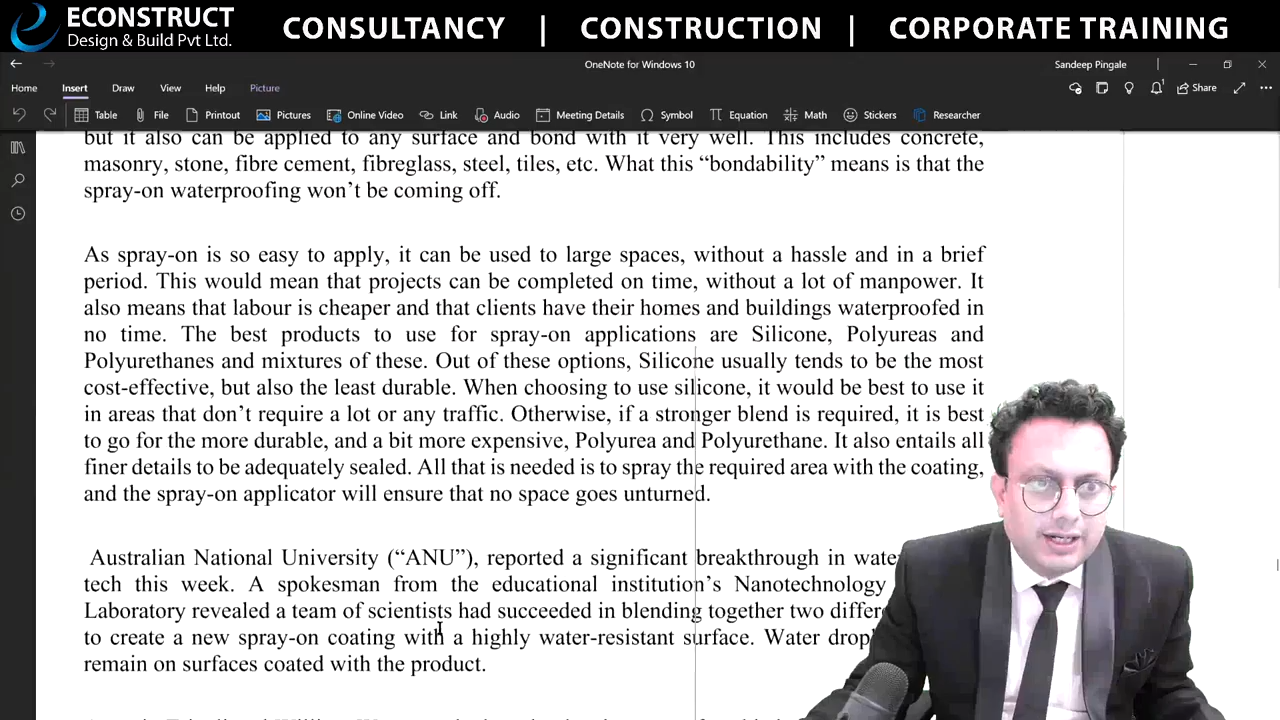 ECONSTRUCT
Design & Build Pvt Ltd.
CONSULTANCY | CONSTRUCTION | CORPORATE TRAINING
OneNote for Windows 10
Sandeep Pingale
Home Insert Draw View Help Picture
Share
Table File Printout Pictures Online Video Link Audio Meeting Details Symbol Equation Math Stickers Researcher
but it also can be applied to any surface and bond with it very well. This includes concrete,
masonry, stone, fibre cement, fibreglass, steel, tiles, etc. What this “bondability” means is that the
spray-on waterproofing won’t be coming off.
As spray-on is so easy to apply, it can be used to large spaces, without a hassle and in a brief
period. This would mean that projects can be completed on time, without a lot of manpower. It
also means that labour is cheaper and that clients have their homes and buildings waterproofed in
no time. The best products to use for spray-on applications are Silicone, Polyureas and
Polyurethanes and mixtures of these. Out of these options, Silicone usually tends to be the most
cost-effective, but also the least durable. When choosing to use silicone, it would be best to use it
in areas that don’t require a lot or any traffic. Otherwise, if a stronger blend is required, it is best
to go for the more durable, and a bit more expensive, Polyurea and Polyurethane. It also entails all
finer details to be adequately sealed. All that is needed is to spray the required area with the coating,
and the spray-on applicator will ensure that no space goes unturned.
Australian National University (“ANU”), reported a significant breakthrough in
tech this week. A spokesman from the educational institution’s Nanotechnology
Laboratory revealed a team of scientists had succeeded in blending together two
to create a new spray-on coating with a highly water-resistant surface. Water
remain on surfaces coated with the product.